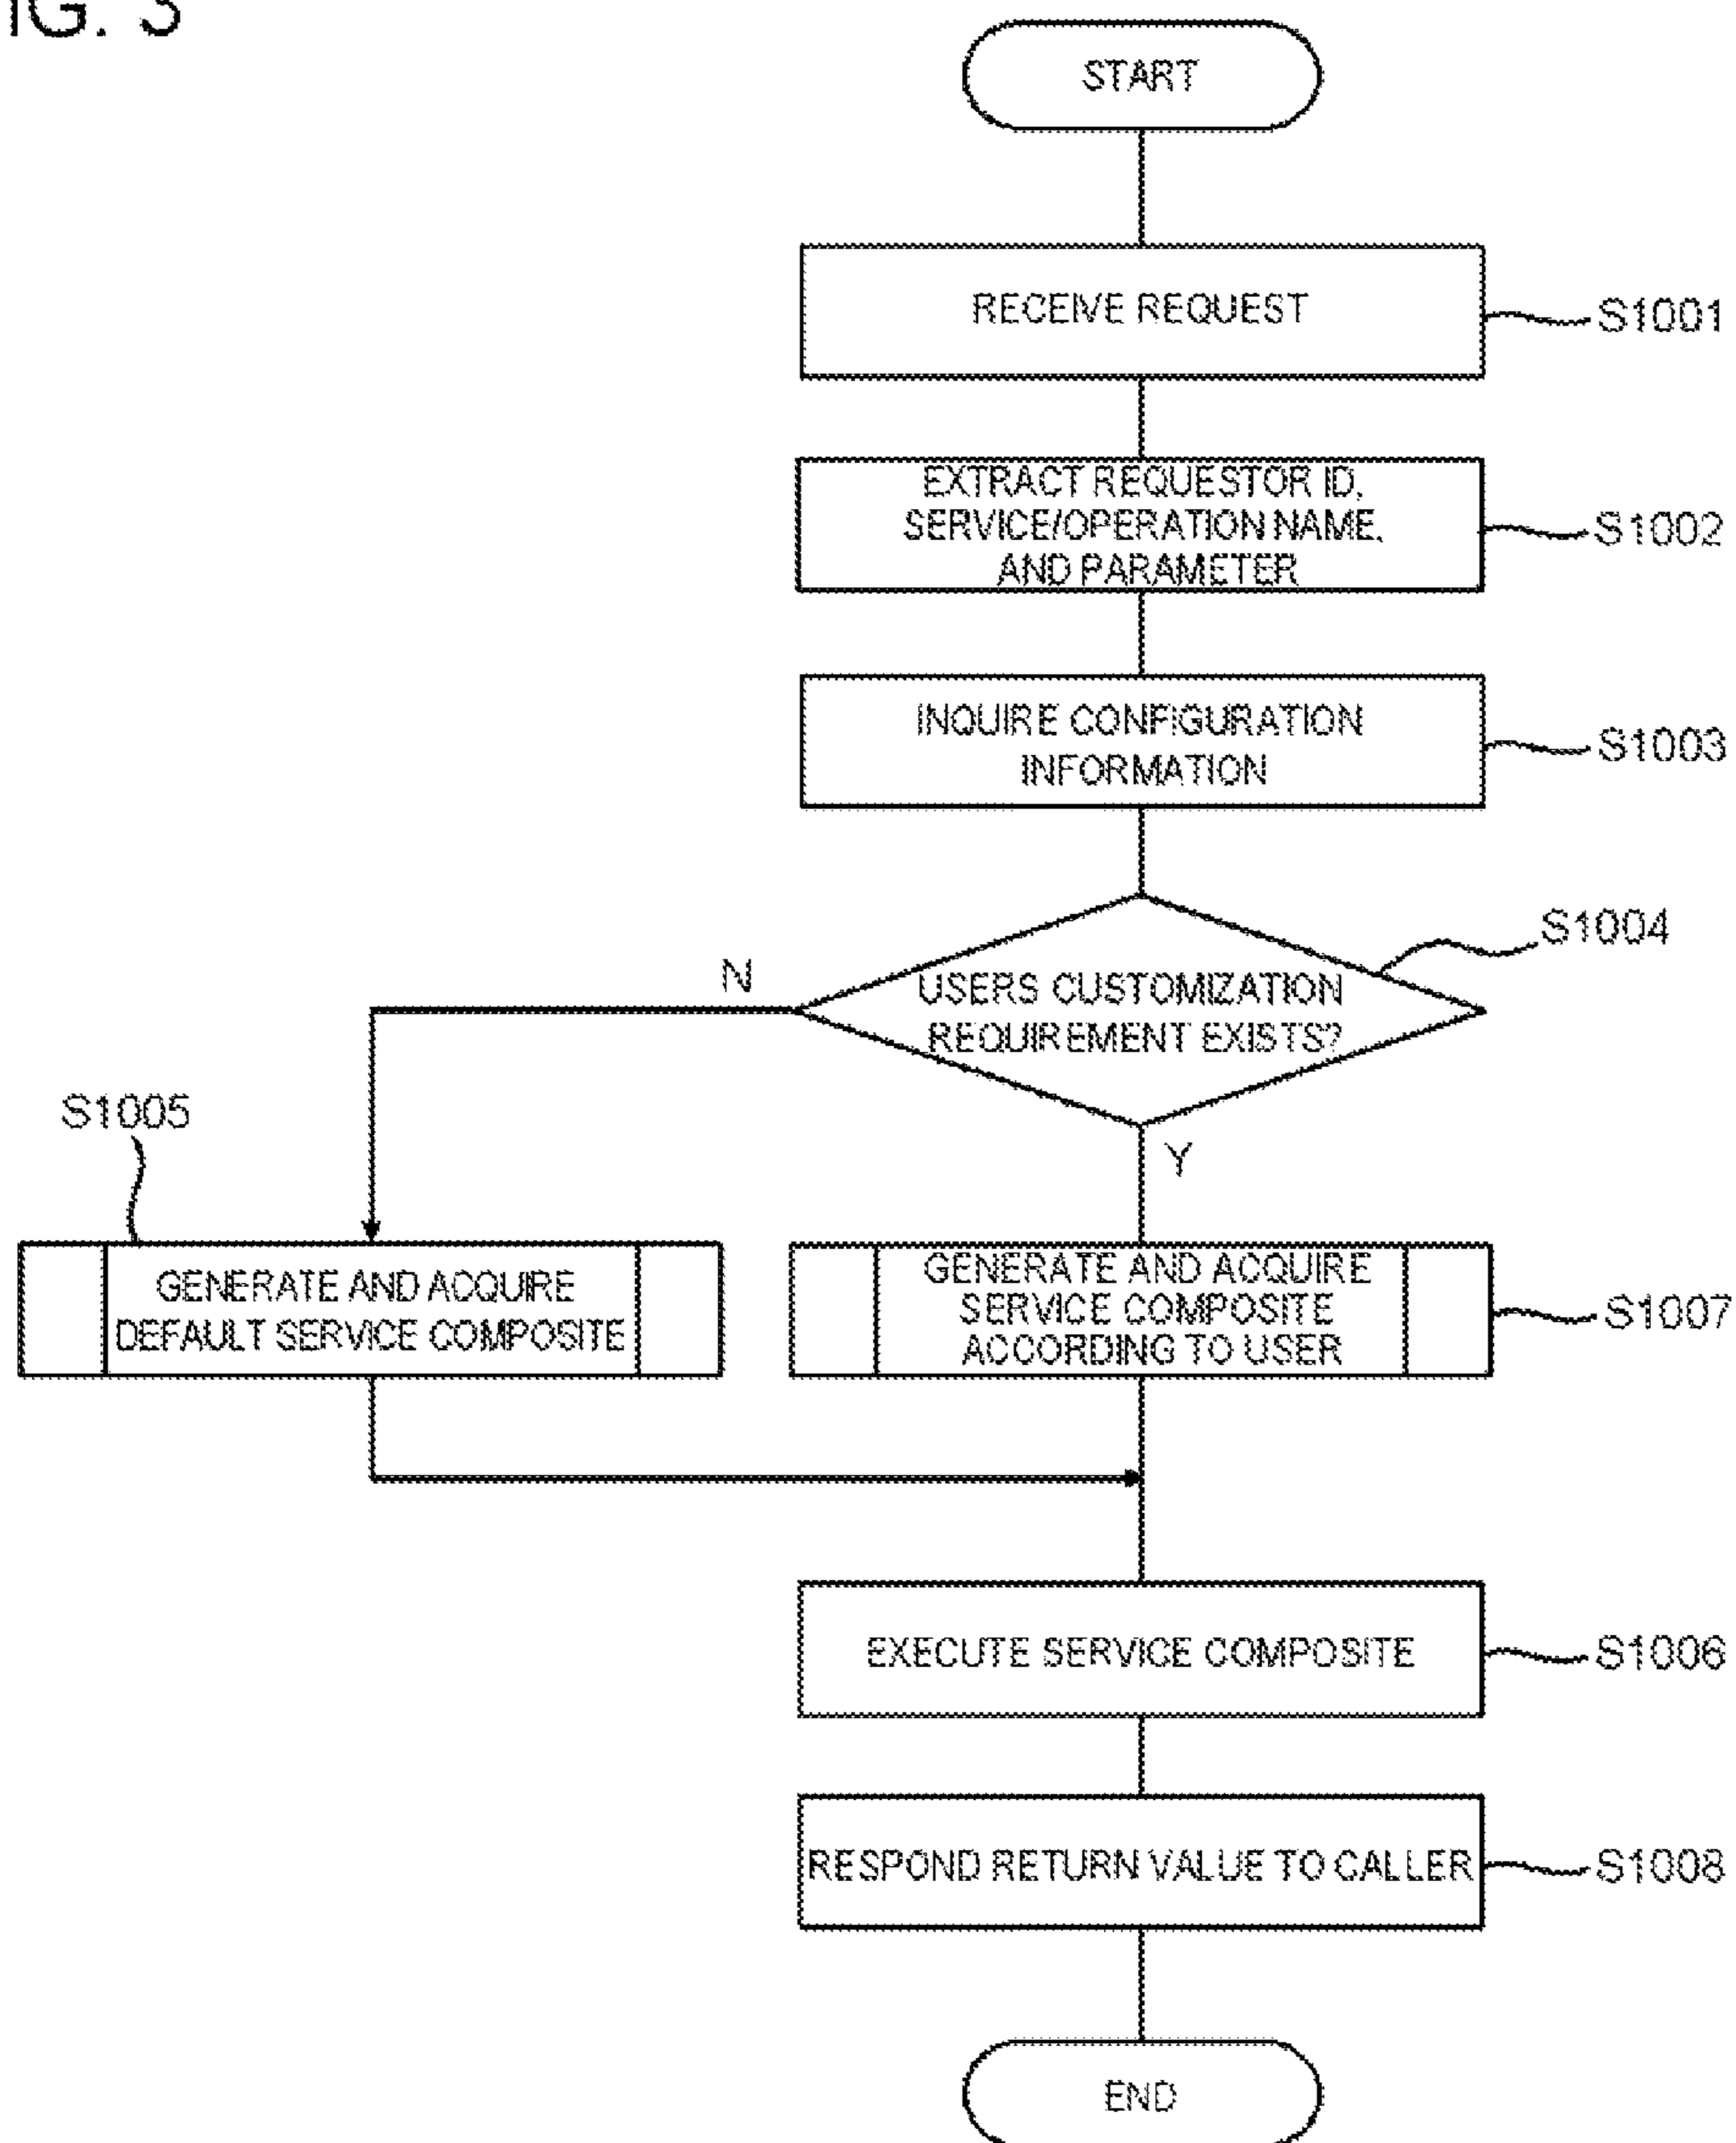 IG. 3
START
RECEIVE REQUEST
S1001
EXTRACT REQUESTOR ID,
SERVICE/OPERATION NAME,
AND PARAMETER
S1002
INQUIRE CONFIGURATION
INFORMATION
S1003
S1004
N
USERS CUSTOMIZATION
REQUIREMENT EXISTS?
Y
S1005
GENERATE AND ACQUIRE
DEFAULT SERVICE COMPOSITE
GENERATE AND ACQUIRE
SERVICE COMPOSITE
ACCORDING TO USER
S1007
EXECUTE SERVICE COMPOSITE
S1006
RESPOND RETURN VALUE TO CALLER
S1008
END